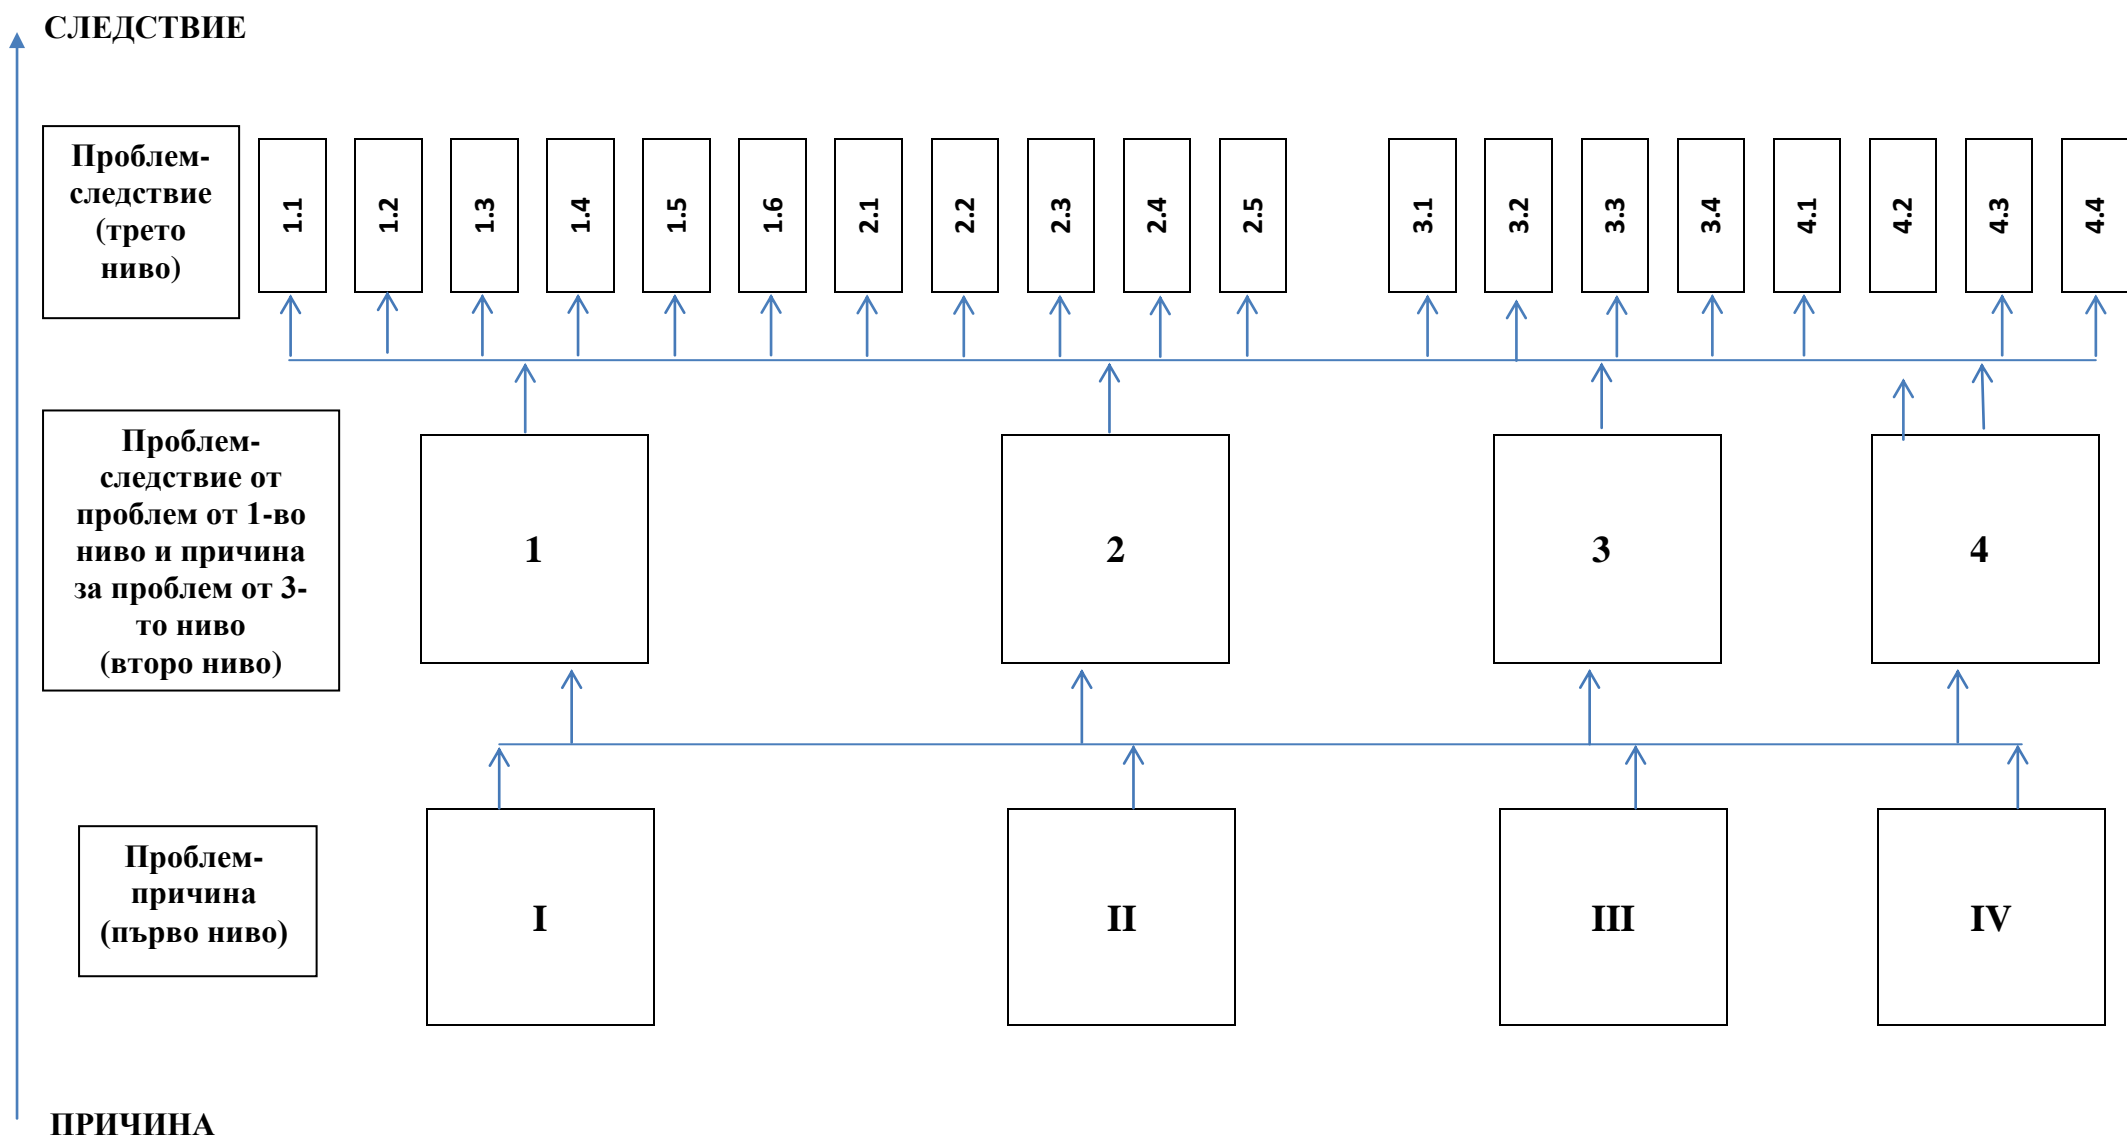 СЛЕДСТВИЕ
Проблем-
следствие
(трето
ниво)
1.1
1.2
1.3
1.4
1.5
1.6
2.1
2.2
2.3
2.4
2.5
3.1
3.2
3.3
3.4
4.1
4.2
4.3
4.4
Проблем-
следствие от
проблем от 1-во
ниво и причина
за проблем от 3-
то ниво
(второ ниво)
1
2
3
4
Проблем-
причина
(първо ниво)
I
II
III
IV
ПРИЧИНА